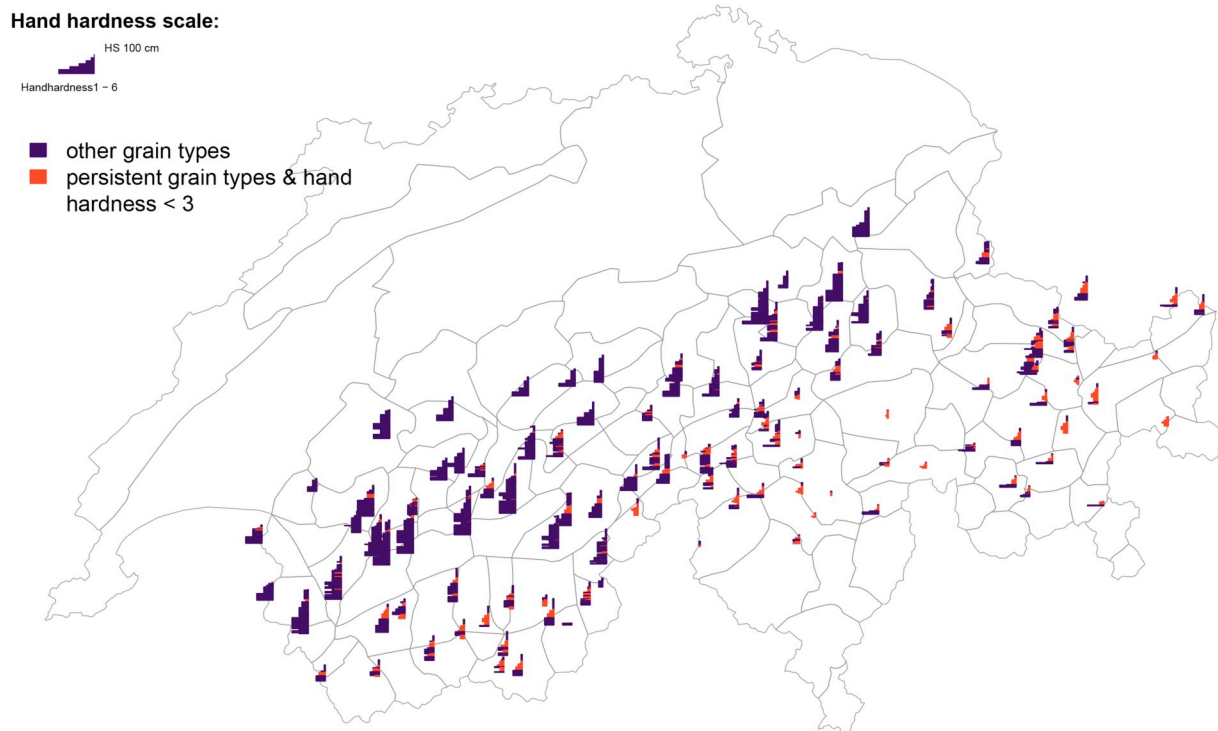 Hand hardness scale:
HS 100 cm
Handhardness1 − 6
other grain types
persistent grain types & hand
hardness < 3